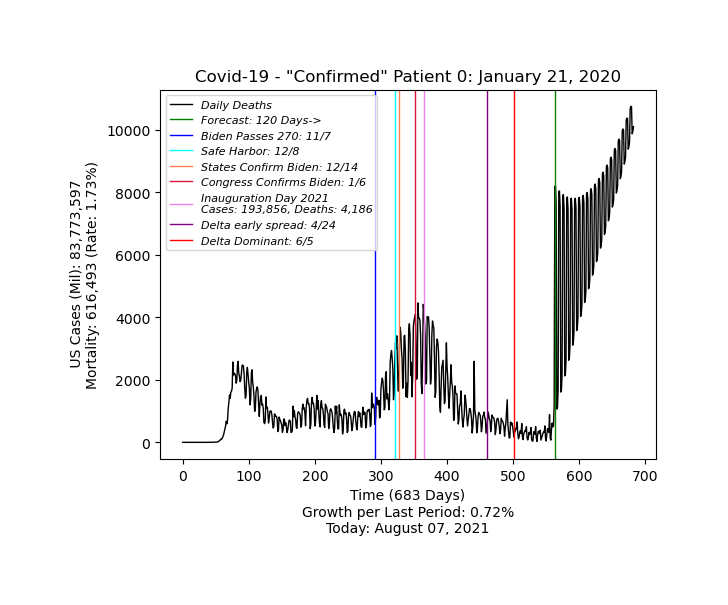 Covid-19 - "Confirmed" Patient 0: January 21, 2020
Daily Deaths
Forecast: 120 Days->
Biden Passes 270: 11/7
Safe Harbor: 12/8
States Confirm Biden: 12/14
Congress Confirms Biden: 1/6
Inauguration Day 2021
Cases: 193,856, Deaths: 4,186
Delta early spread: 4/24
Delta Dominant: 6/5
US Cases (Mil): 83,773,597
Mortality: 616,493 (Rate: 1.73%)
10000
8000
6000
4000
2000
0
0 100 200 300 400 500 600 700
Time (683 Days)
Growth per Last Period: 0.72%
Today: August 07, 2021